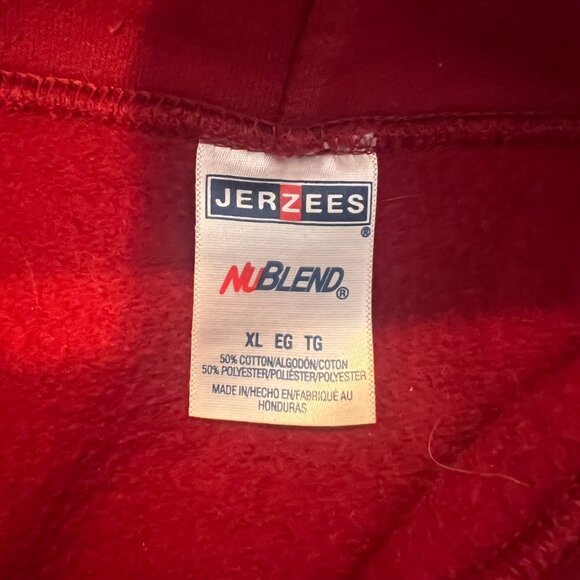 JERZEES
®
NUBLEND®
XL EG TG
50% COTTON/ALGODÓN/COTON
50% POLYESTER/POLIÉSTER/POLYESTER
MADE IN/HECHO EN/FABRIQUÉ AU
HONDURAS